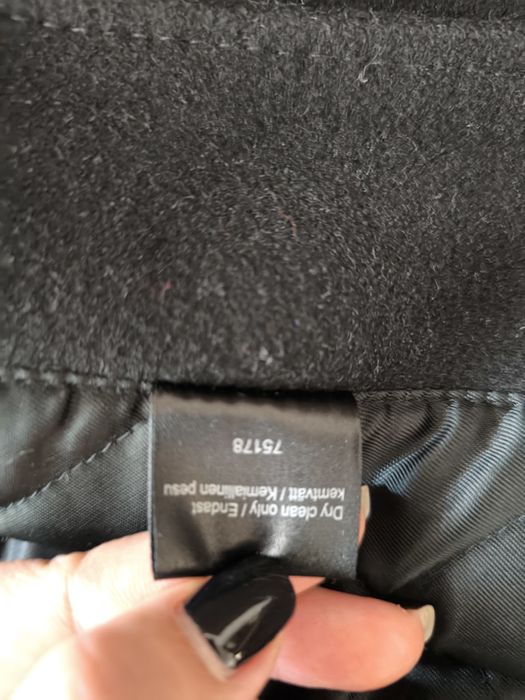 Dry clean only / Endast
kemtvätt / Kemiallinen pesu
75178